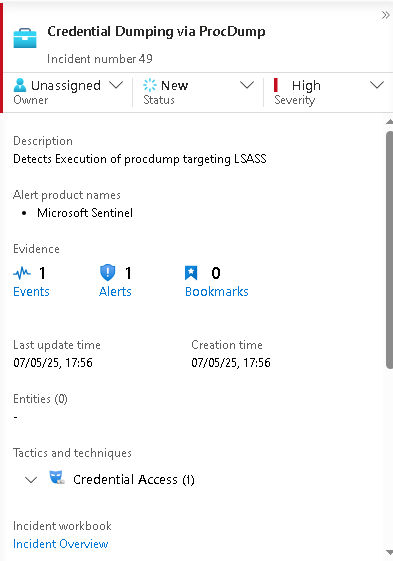 Credential Dumping via ProcDump
Incident number 49
Unassigned
Owner
New
Status
High
Severity
Description
Detects Execution of procdump targeting LSASS
Alert product names
• Microsoft Sentinel
Evidence
1
Events
1
Alerts
0
Bookmarks
Last update time
07/05/25, 17:56
Creation time
07/05/25, 17:56
Entities (0)
-
Tactics and techniques
Credential Access (1)
Incident workbook
Incident Overview